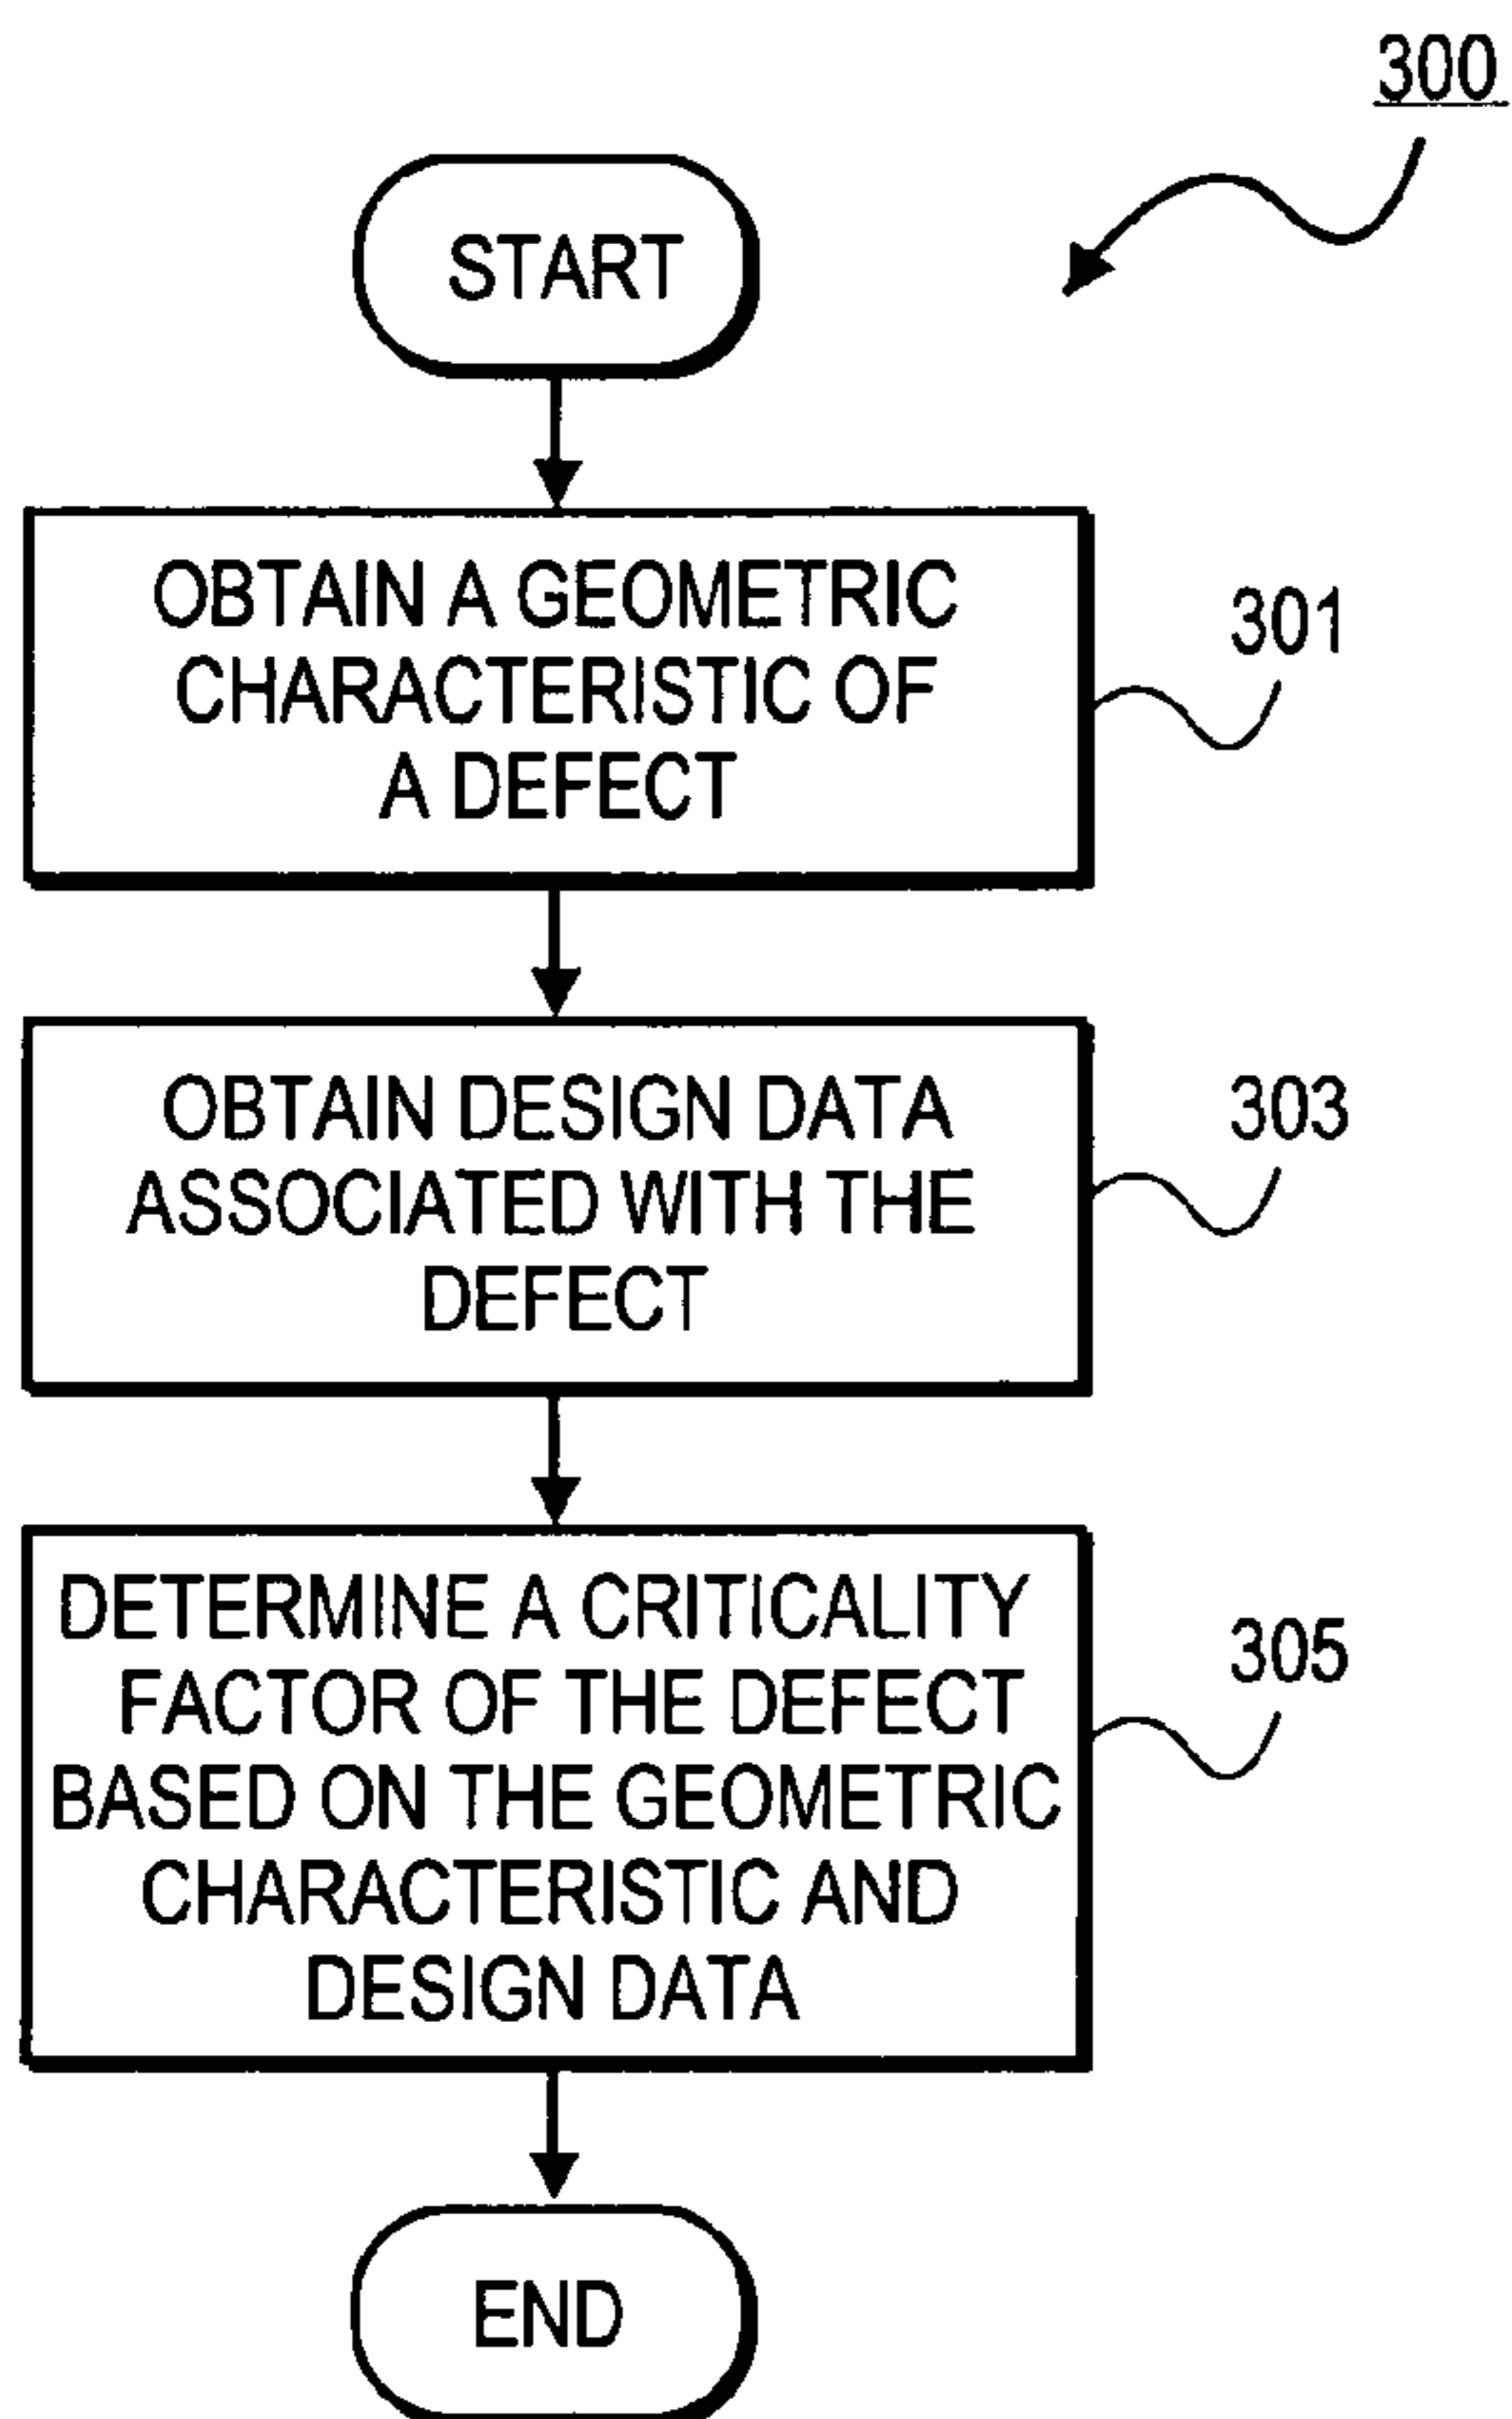 300
START
OBTAIN A GEOMETRIC
CHARACTERISTIC OF
A DEFECT
301
OBTAIN DESIGN DATA
ASSOCIATED WITH THE
DEFECT
303
DETERMINE A CRITICALITY
FACTOR OF THE DEFECT
BASED ON THE GEOMETRIC
CHARACTERISTIC AND
DESIGN DATA
305
END